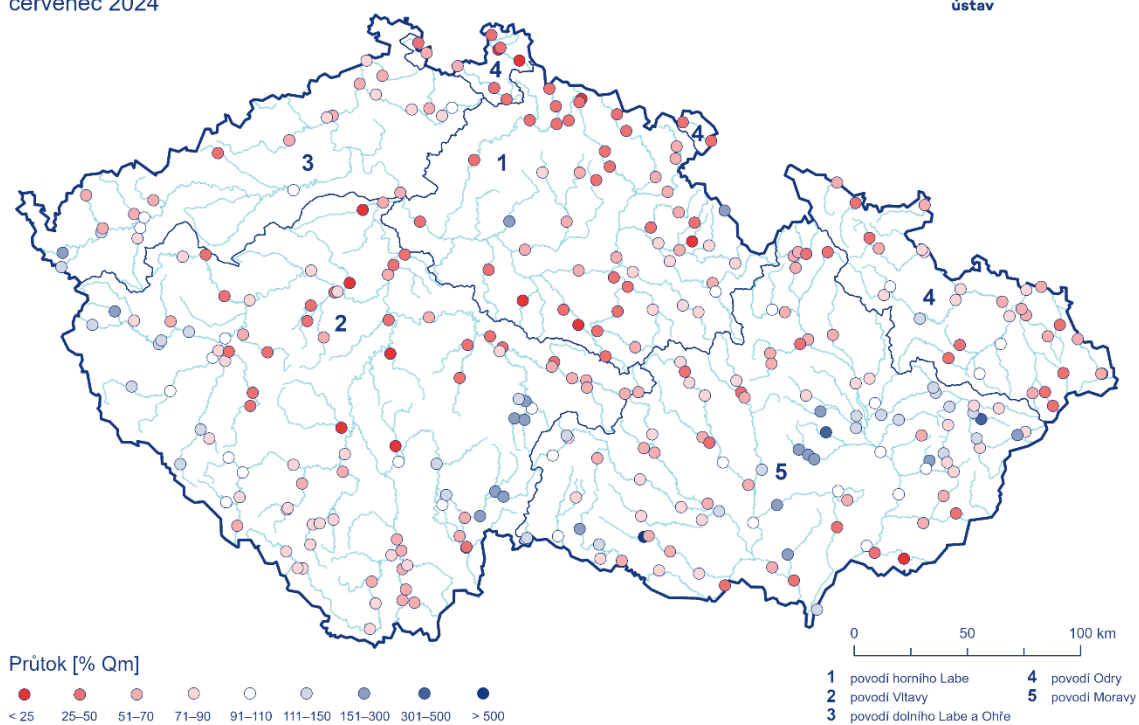 červenec 2024
ústav
4
4
3
1
4
2
5
0 50 100 km
Průtok [% Qm]
< 25 25–50 51–70 71–90 91–110 111–150 151–300 301–500 > 500
1 povodí horního Labe 4 povodí Odry
2 povodí Vltavy 5 povodí Moravy
3 povodí dolního Labe a Ohře